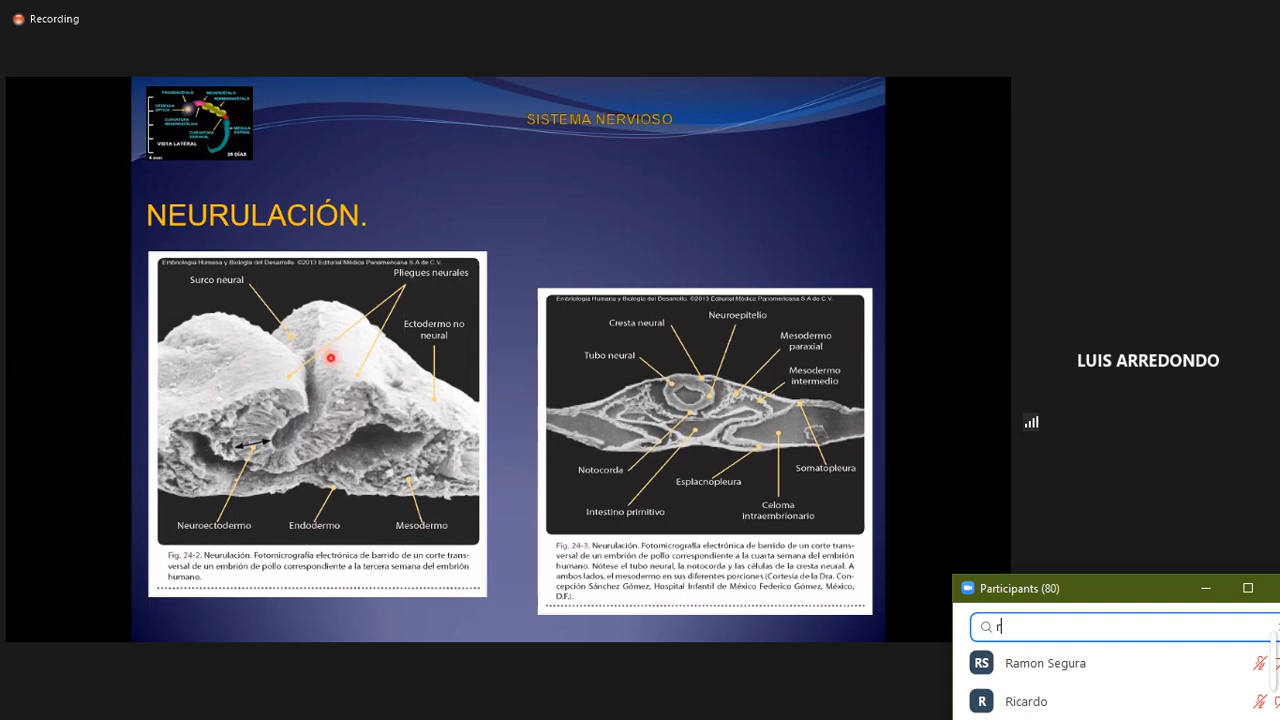 Recording
PROSENCÉFALO
MESENCÉFALO
ROMBENCÉFALO
VESÍCULA
ÓPTICA
CURVATURA
MESENCEFÁLICA
CURVATURA
CERVICAL
MÉDULA
ESPINAL
VISTA LATERAL
4 mm
SISTEMA NERVIOSO
NEURULACIÓN.
Embriología Humana y Biología del Desarrollo. ©2013 Editorial Médica Panamericana S.A de C.V.
Surco neural
Pliegues neurales
Ectodermo no
neural
Neuroectodermo
Endodermo
Mesodermo
Fig. 24-2. Neurulación. Fotomicrografía electrónica de barrido de un corte trans-
versal de un embrión de pollo correspondiente a la tercera semana del embrión
humano.
Embriología Humana y Biología del Desarrollo. ©2013 Editorial Médica Panamericana S.A de C.V.
Cresta neural
Neuroepitelio
Tubo neural
Mesodermo
paraxial
Mesodermo
intermedio
Notocorda
Esplacnopleura
Somatopleura
Intestino primitivo
Celoma
intraembrionario
Fig. 24-3. Neurulación. Fotomicrografía electrónica de barrido de un corte trans-
versal de un embrión de pollo correspondiente a la cuarta semana del embrión
humano. Nótese el tubo neural, la notocorda y las células de la cresta neural. A
ambos lados, el mesodermo en sus diferentes porciones (Cortesía de la Dra. Con-
cepción Sánchez Gómez, Hospital Infantil de México Federico Gómez, México,
D.F.).
LUIS ARREDONDO
Participants (80)
r
RS Ramon Segura
R Ricardo